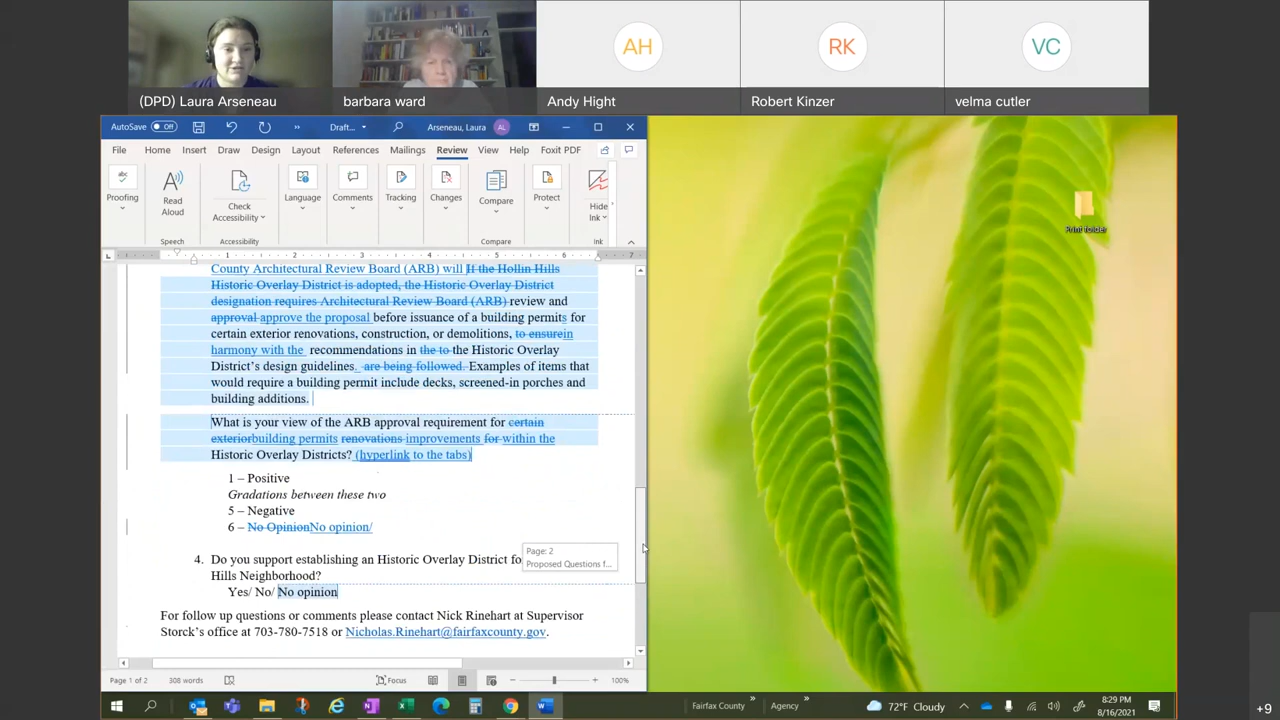 AH
RK
VC
(DPD) Laura Arseneau
barbara ward
Andy Hight
Robert Kinzer
velma cutler
AutoSave Off
Draft...
Arseneau, Laura AL
File Home Insert Draw Design Layout References Mailings Review View Help Foxit PDF
Proofing
Read Aloud
Check Accessibility
Language
Comments
Tracking
Changes
Compare
Protect
Hide Ink
Speech
Accessibility
Compare
Ink
1 2 3 4 5 6 7
County Architectural Review Board (ARB) will If the Hollin Hills
Historic Overlay District is adopted, the Historic Overlay District
designation requires Architectural Review Board (ARB) review and
approval approve the proposal before issuance of a building permits for
certain exterior renovations, construction, or demolitions, to ensurein
harmony with the recommendations in the to the Historic Overlay
District's design guidelines. are being followed. Examples of items that
would require a building permit include decks, screened-in porches and
building additions.
What is your view of the ARB approval requirement for certain
exteriorbuilding permits renovations improvements for within the
Historic Overlay Districts? (hyperlink to the tabs)
1 – Positive
Gradations between these two
5 – Negative
6 – No OpinionNo opinion/
4. Do you support establishing an Historic Overlay District fo
Hills Neighborhood?
Yes/ No/ No opinion
Page: 2
Proposed Questions f...
For follow up questions or comments please contact Nick Rinehart at Supervisor
Storck's office at 703-780-7518 or Nicholas.Rinehart@fairfaxcounty.gov.
Page 1 of 2
308 words
Focus
100%
Print Folder
Fairfax County
Agency
72°F Cloudy
8:29 PM
8/16/2021
+9